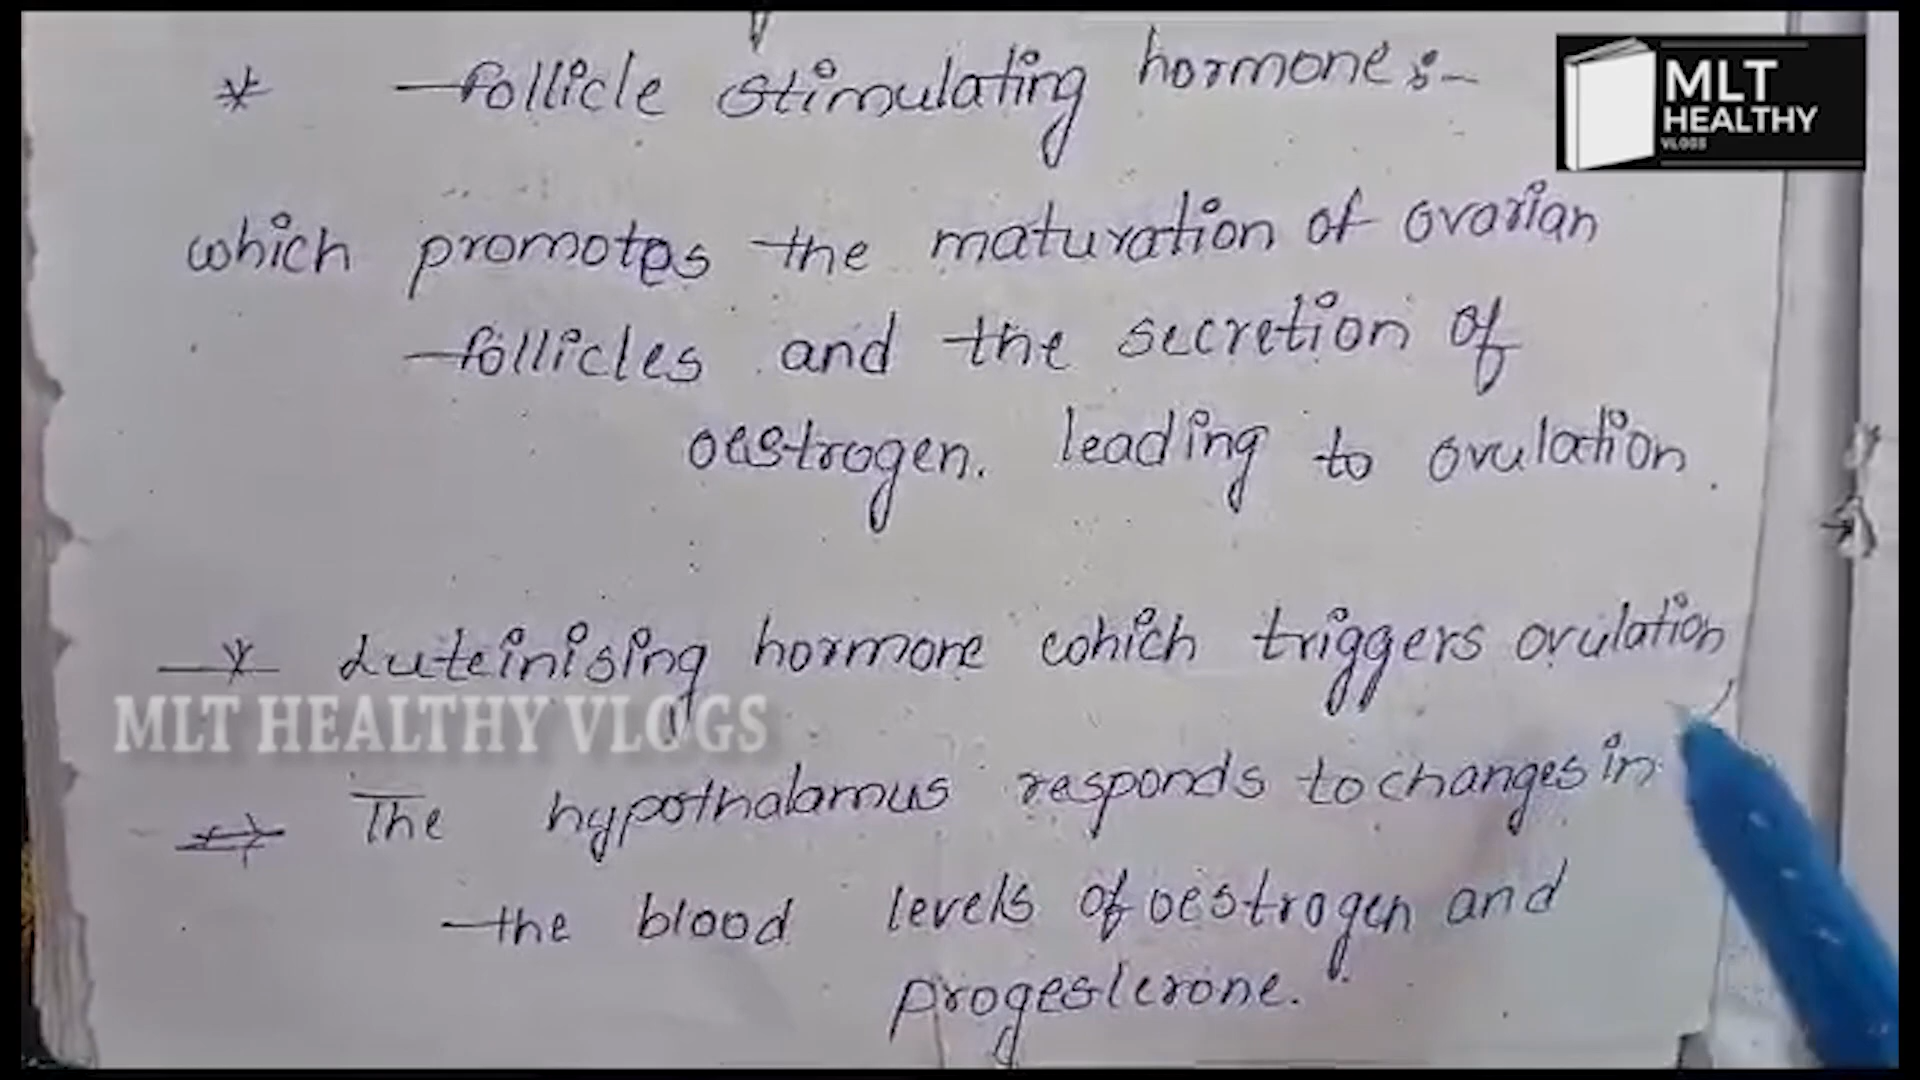 * follicle stimulating hormone:-
MLT
HEALTHY
VLOGS
which promotes the maturation of ovarian
follicles and the secretion of
oestrogen. leading to ovulation.
* Luteinising hormone which triggers ovulation
MLT HEALTHY VLOGS
⇒ The hypothalamus responds to changes in
the blood levels of oestrogen and
progesterone.